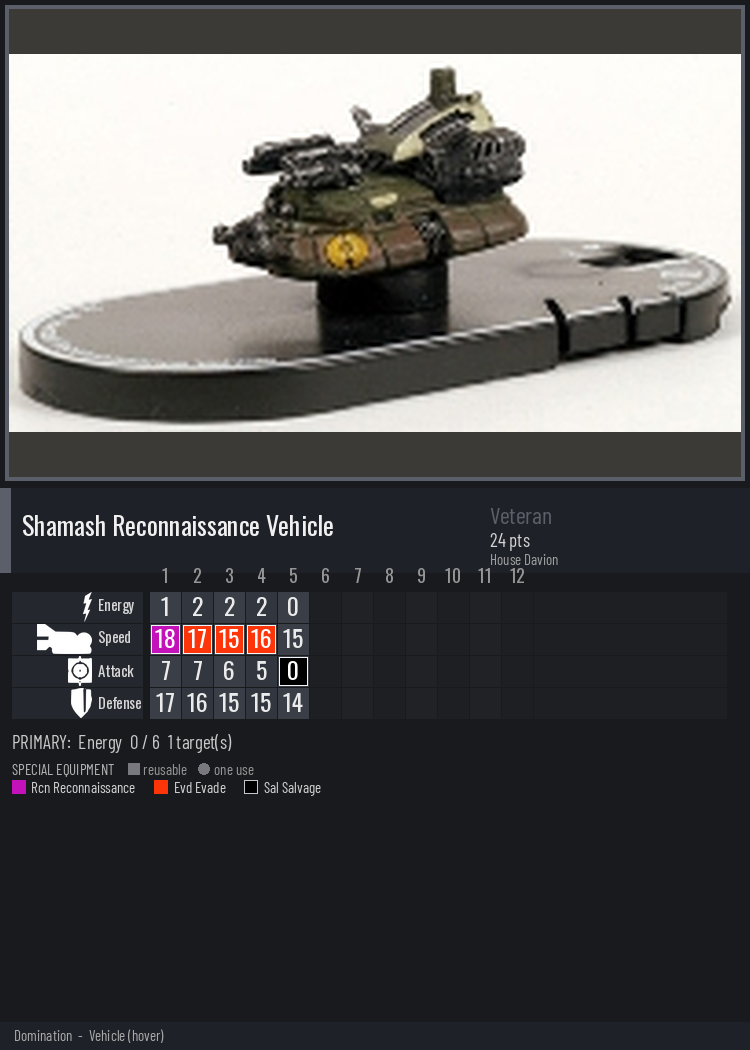 Shamash Reconnaissance Vehicle
Veteran
24 pts
House Davion
1 2 3 4 5 6 7 8 9 10 11 12
Energy 1 2 2 2 0
Speed 18 17 15 16 15
Attack 7 7 6 5 0
Defense 17 16 15 15 14
PRIMARY: Energy 0 / 6 1 target(s)
SPECIAL EQUIPMENT reusable one use
Rcn Reconnaissance Evd Evade Sal Salvage
Domination - Vehicle (hover)